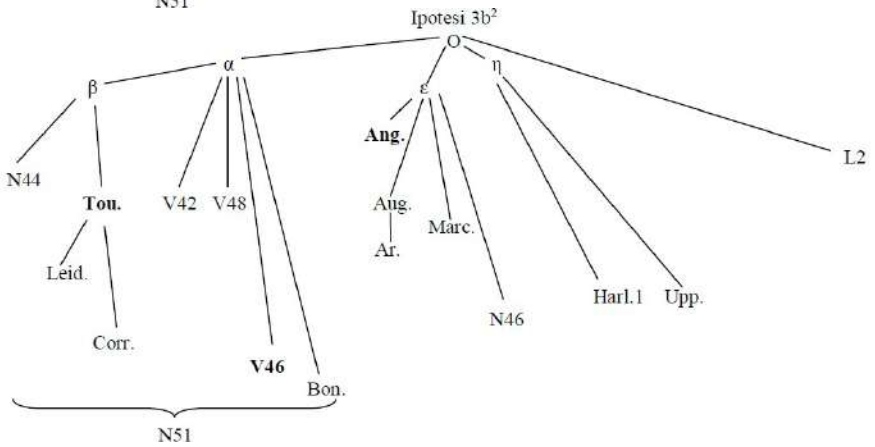 N51
Ipotesi 3b²
O
α η
β ε
Ang.
L2
N44
Tou. V42 V48 Aug.
Marc.
Ar.
Leid.
Harl.1 Upp.
N46
Corr.
V46
Bon.
N51